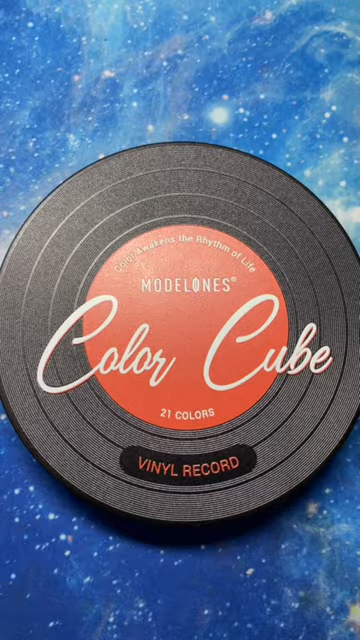 Color Awakens the Rhythm of Life
MODELONES®
Color Cube
21 COLORS
VINYL RECORD